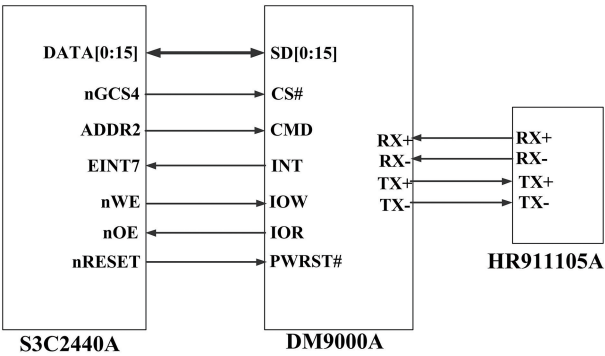 DATA[0:15] SD[0:15]
nGCS4 CS#
ADDR2 CMD
RX+ RX+
EINT7 INT
RX- RX-
TX+ TX+
nWE IOW
TX- TX-
nOE IOR
nRESET PWRST#
HR911105A
S3C2440A DM9000A